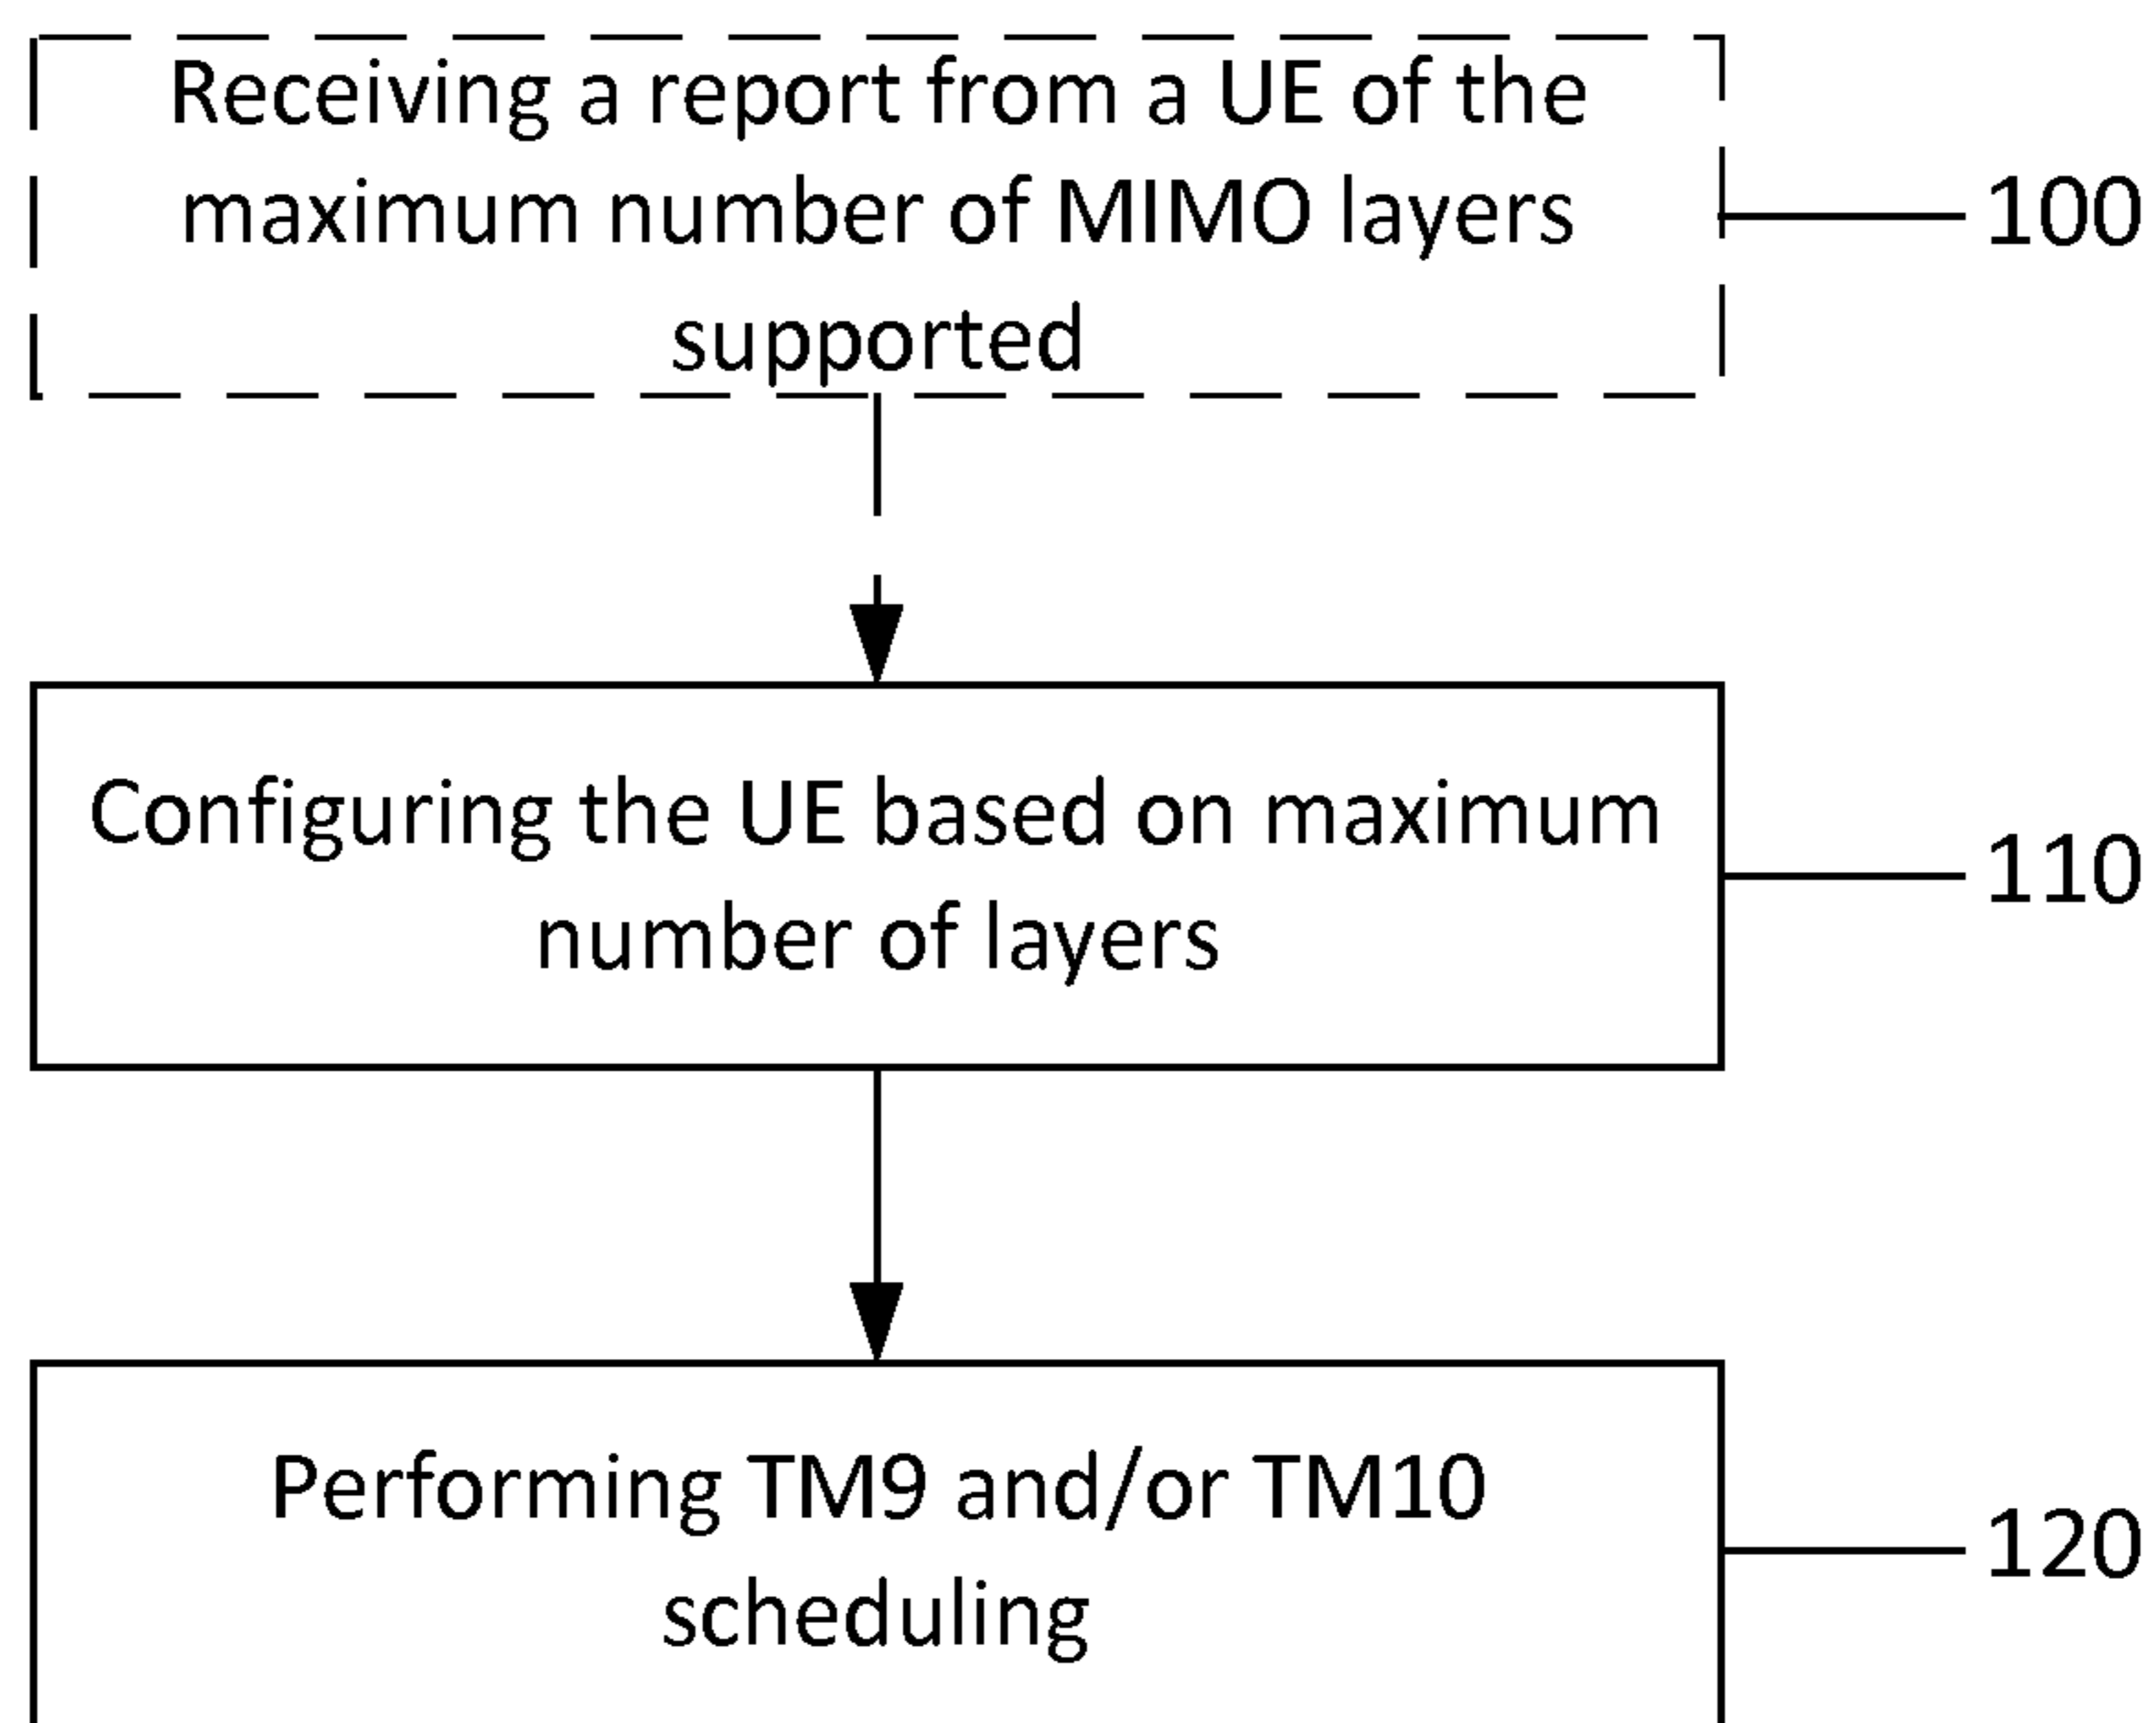 Receiving a report from a UE of the
maximum number of MIMO layers
supported
100
Configuring the UE based on maximum
number of layers
110
Performing TM9 and/or TM10
scheduling
120